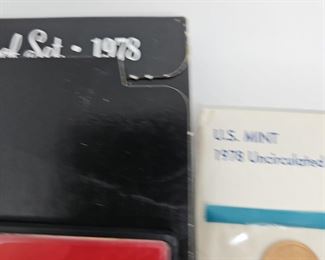 Set · 1978
U.S. MINT
1978 Uncirculated